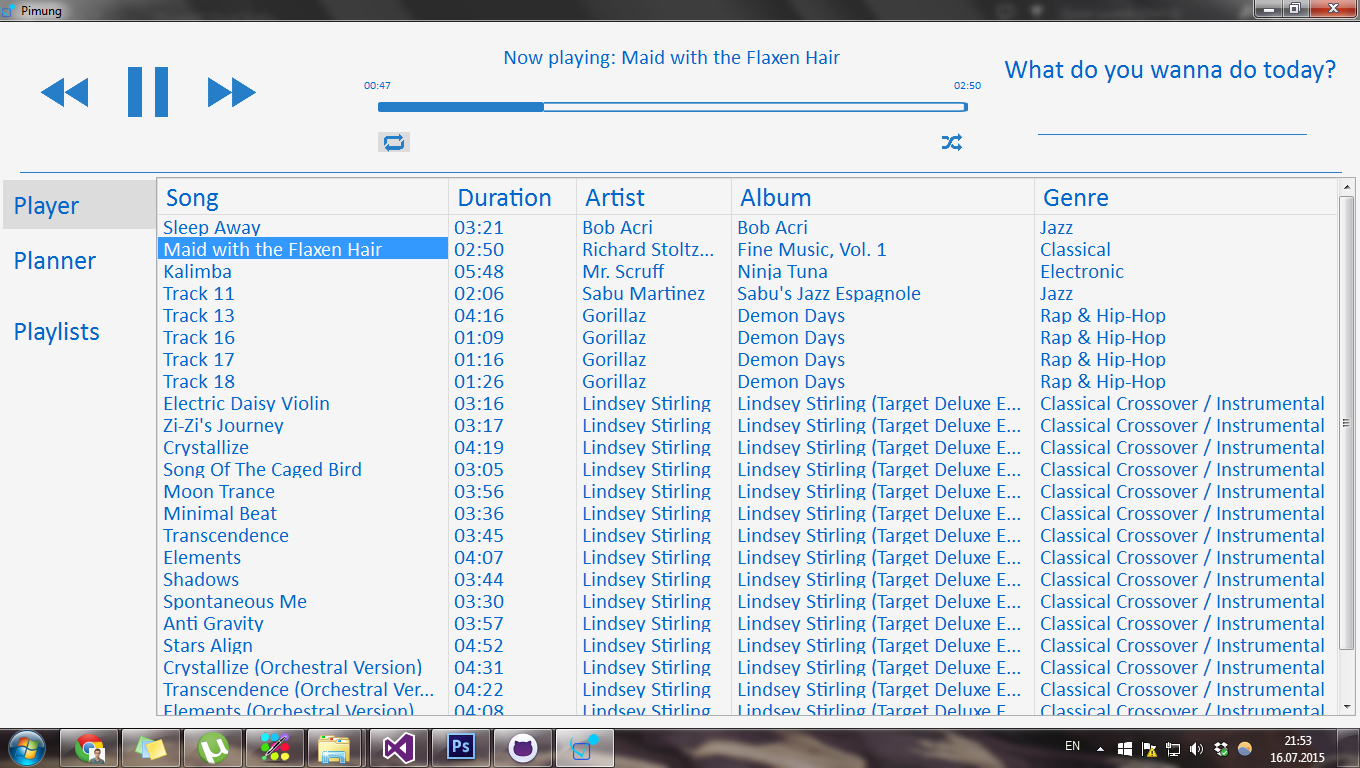 Pimung
Now playing: Maid with the Flaxen Hair
What do you wanna do today?
00:47 02:50
Player
Planner
Playlists
Song Duration Artist Album Genre
Sleep Away 03:21 Bob Acri Bob Acri Jazz
Maid with the Flaxen Hair 02:50 Richard Stoltz... Fine Music, Vol. 1 Classical
Kalimba 05:48 Mr. Scruff Ninja Tuna Electronic
Track 11 02:06 Sabu Martinez Sabu's Jazz Espagnole Jazz
Track 13 04:16 Gorillaz Demon Days Rap & Hip-Hop
Track 16 01:09 Gorillaz Demon Days Rap & Hip-Hop
Track 17 01:16 Gorillaz Demon Days Rap & Hip-Hop
Track 18 01:26 Gorillaz Demon Days Rap & Hip-Hop
Electric Daisy Violin 03:16 Lindsey Stirling Lindsey Stirling (Target Deluxe E... Classical Crossover / Instrumental
Zi-Zi's Journey 03:17 Lindsey Stirling Lindsey Stirling (Target Deluxe E... Classical Crossover / Instrumental
Crystallize 04:19 Lindsey Stirling Lindsey Stirling (Target Deluxe E... Classical Crossover / Instrumental
Song Of The Caged Bird 03:05 Lindsey Stirling Lindsey Stirling (Target Deluxe E... Classical Crossover / Instrumental
Moon Trance 03:56 Lindsey Stirling Lindsey Stirling (Target Deluxe E... Classical Crossover / Instrumental
Minimal Beat 03:36 Lindsey Stirling Lindsey Stirling (Target Deluxe E... Classical Crossover / Instrumental
Transcendence 03:45 Lindsey Stirling Lindsey Stirling (Target Deluxe E... Classical Crossover / Instrumental
Elements 04:07 Lindsey Stirling Lindsey Stirling (Target Deluxe E... Classical Crossover / Instrumental
Shadows 03:44 Lindsey Stirling Lindsey Stirling (Target Deluxe E... Classical Crossover / Instrumental
Spontaneous Me 03:30 Lindsey Stirling Lindsey Stirling (Target Deluxe E... Classical Crossover / Instrumental
Anti Gravity 03:57 Lindsey Stirling Lindsey Stirling (Target Deluxe E... Classical Crossover / Instrumental
Stars Align 04:52 Lindsey Stirling Lindsey Stirling (Target Deluxe E... Classical Crossover / Instrumental
Crystallize (Orchestral Version) 04:31 Lindsey Stirling Lindsey Stirling (Target Deluxe E... Classical Crossover / Instrumental
Transcendence (Orchestral Ver... 04:22 Lindsey Stirling Lindsey Stirling (Target Deluxe E... Classical Crossover / Instrumental
Elements (Orchestral Version) 04:08 Lindsey Stirling Lindsey Stirling (Target Deluxe E... Classical Crossover / Instrumental
Ps
EN
21:53
16.07.2015